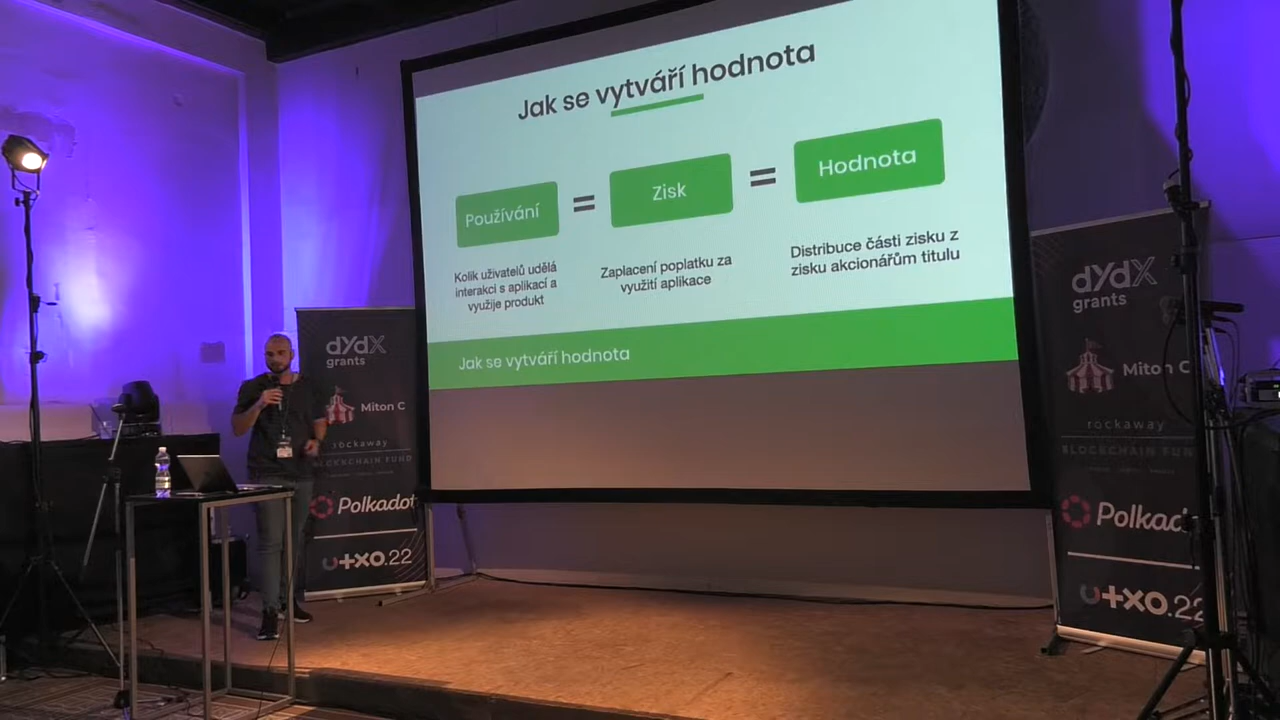 Jak se vytváří hodnota
Používání
=
Zisk
=
Hodnota
Kolik uživatelů udělá
interakci s aplikací a
využije produkt
Zaplacení poplatku za
využití aplikace
Distribuce části zisku z
zisku akcionářům titulu
Jak se vytváří hodnota
dYdX
grants
Miton C
rockaway
BLOCKCHAIN FUND
Polkadot
utxo.22
dYdX
grants
Miton C
rockaway
BLOCKCHAIN FUND
Polkad
utxo.22